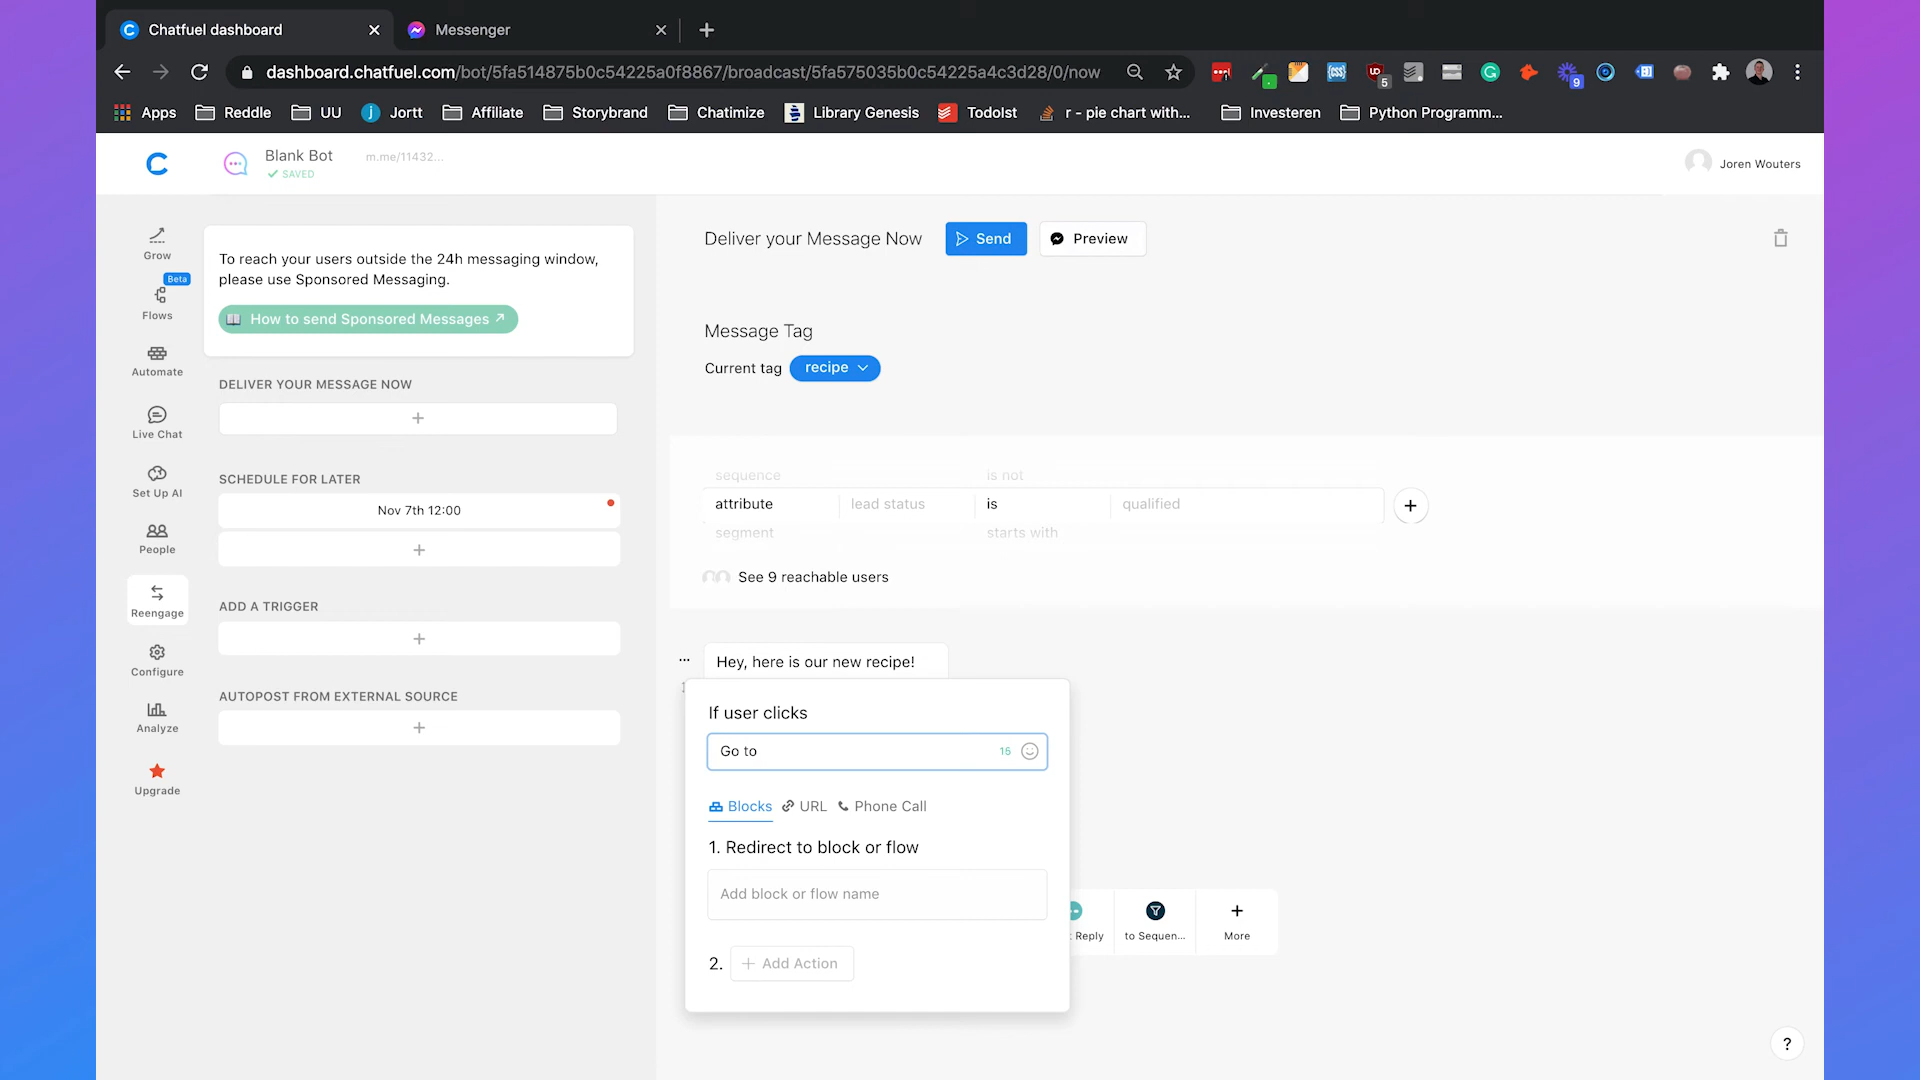 Chatfuel dashboard
Messenger
dashboard.chatfuel.com/bot/5fa514875b0c54225a0f8867/broadcast/5fa575035b0c54225a4c3d28/0/now
5
9
Apps
Reddle
UU
Jortt
Affiliate
Storybrand
Chatimize
Library Genesis
TodoIst
r - pie chart with...
Investeren
Python Programm...
Blank Bot
m.me/11432...
SAVED
Joren Wouters
Grow
Beta
Flows
Automate
Live Chat
Set Up AI
People
Reengage
Configure
Analyze
Upgrade
To reach your users outside the 24h messaging window,
please use Sponsored Messaging.
How to send Sponsored Messages
DELIVER YOUR MESSAGE NOW
SCHEDULE FOR LATER
Nov 7th 12:00
ADD A TRIGGER
AUTOPOST FROM EXTERNAL SOURCE
Deliver your Message Now
Send
Preview
Message Tag
Current tag
recipe
sequence
is not
attribute
lead status
is
qualified
segment
starts with
See 9 reachable users
Hey, here is our new recipe!
If user clicks
Go to
16
Blocks
URL
Phone Call
1. Redirect to block or flow
Add block or flow name
2.
Add Action
Reply
to Sequen...
More
?